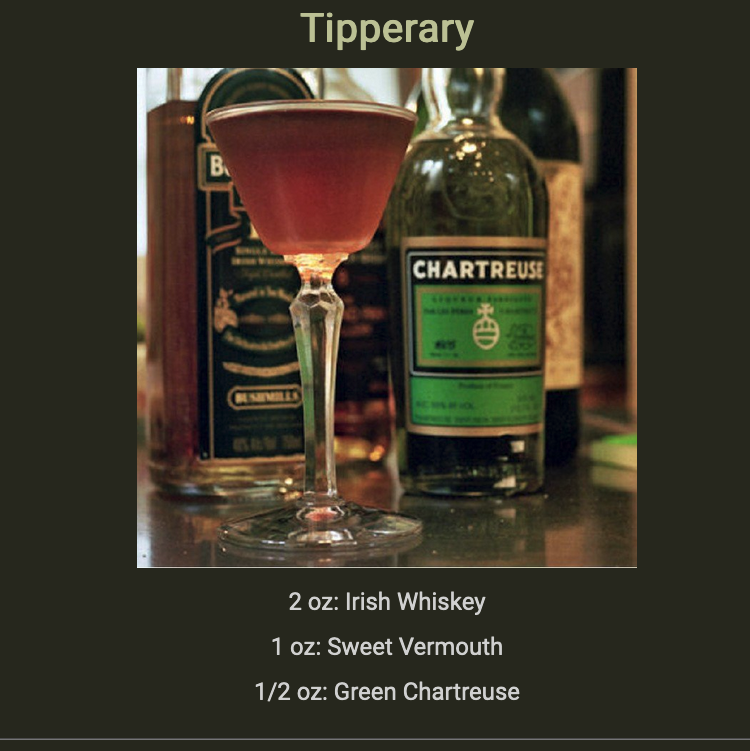 Tipperary
CHARTREUSE
BUSHMILLS
2 oz: Irish Whiskey
1 oz: Sweet Vermouth
1/2 oz: Green Chartreuse